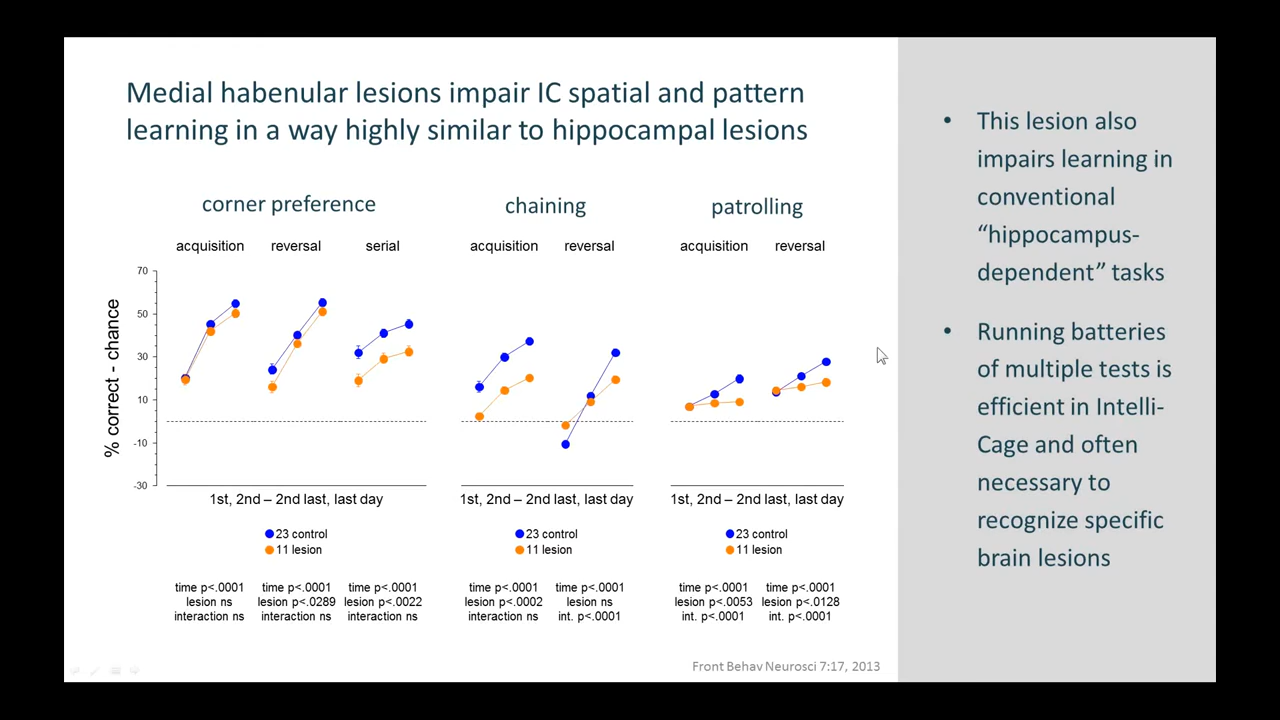 Medial habenular lesions impair IC spatial and pattern
learning in a way highly similar to hippocampal lesions
corner preference
chaining
patrolling
acquisition
reversal
serial
acquisition
reversal
acquisition
reversal
% correct - chance
70
50
30
10
-10
-30
1st, 2nd – 2nd last, last day
1st, 2nd – 2nd last, last day
1st, 2nd – 2nd last, last day
23 control
11 lesion
23 control
11 lesion
23 control
11 lesion
time p<.0001
lesion ns
interaction ns
time p<.0001
lesion p<.0289
interaction ns
time p<.0001
lesion p<.0022
interaction ns
time p<.0001
lesion p<.0002
interaction ns
time p<.0001
lesion ns
int. p<.0001
time p<.0001
lesion p<.0053
int. p<.0001
time p<.0001
lesion p<.0128
int. p<.0001
Front Behav Neurosci 7:17, 2013
• This lesion also
impairs learning in
conventional
“hippocampus-
dependent” tasks
• Running batteries
of multiple tests is
efficient in Intelli-
Cage and often
necessary to
recognize specific
brain lesions